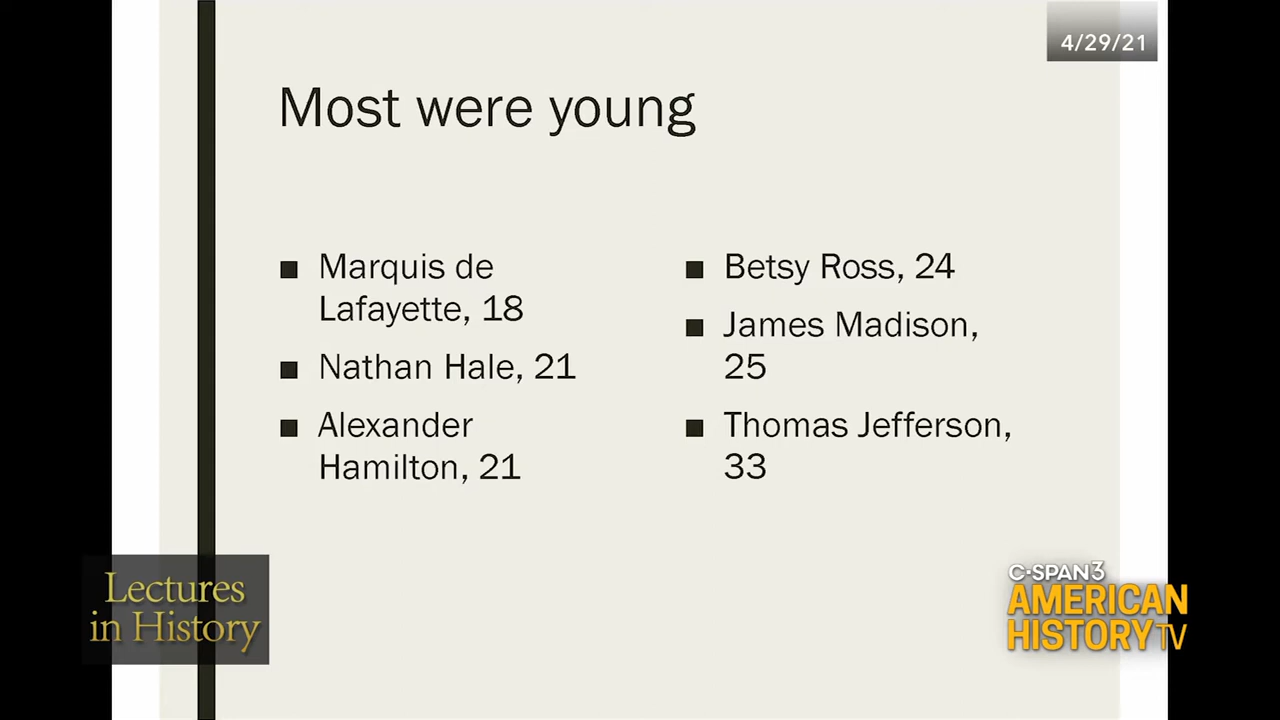 4/29/21
Most were young
■ Marquis de
Lafayette, 18
■ Nathan Hale, 21
■ Alexander
Hamilton, 21
■ Betsy Ross, 24
■ James Madison,
25
■ Thomas Jefferson,
33
Lectures
in History
C-SPAN3
AMERICAN
HISTORY TV